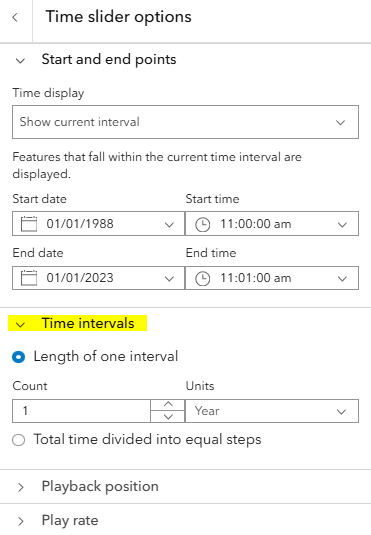 Time slider options
Start and end points
Time display
Show current interval
Features that fall within the current time interval are
displayed.
Start date
Start time
01/01/1988
11:00:00 am
End date
End time
01/01/2023
11:01:00 am
Time intervals
Length of one interval
Count
Units
1
Year
Total time divided into equal steps
Playback position
Play rate